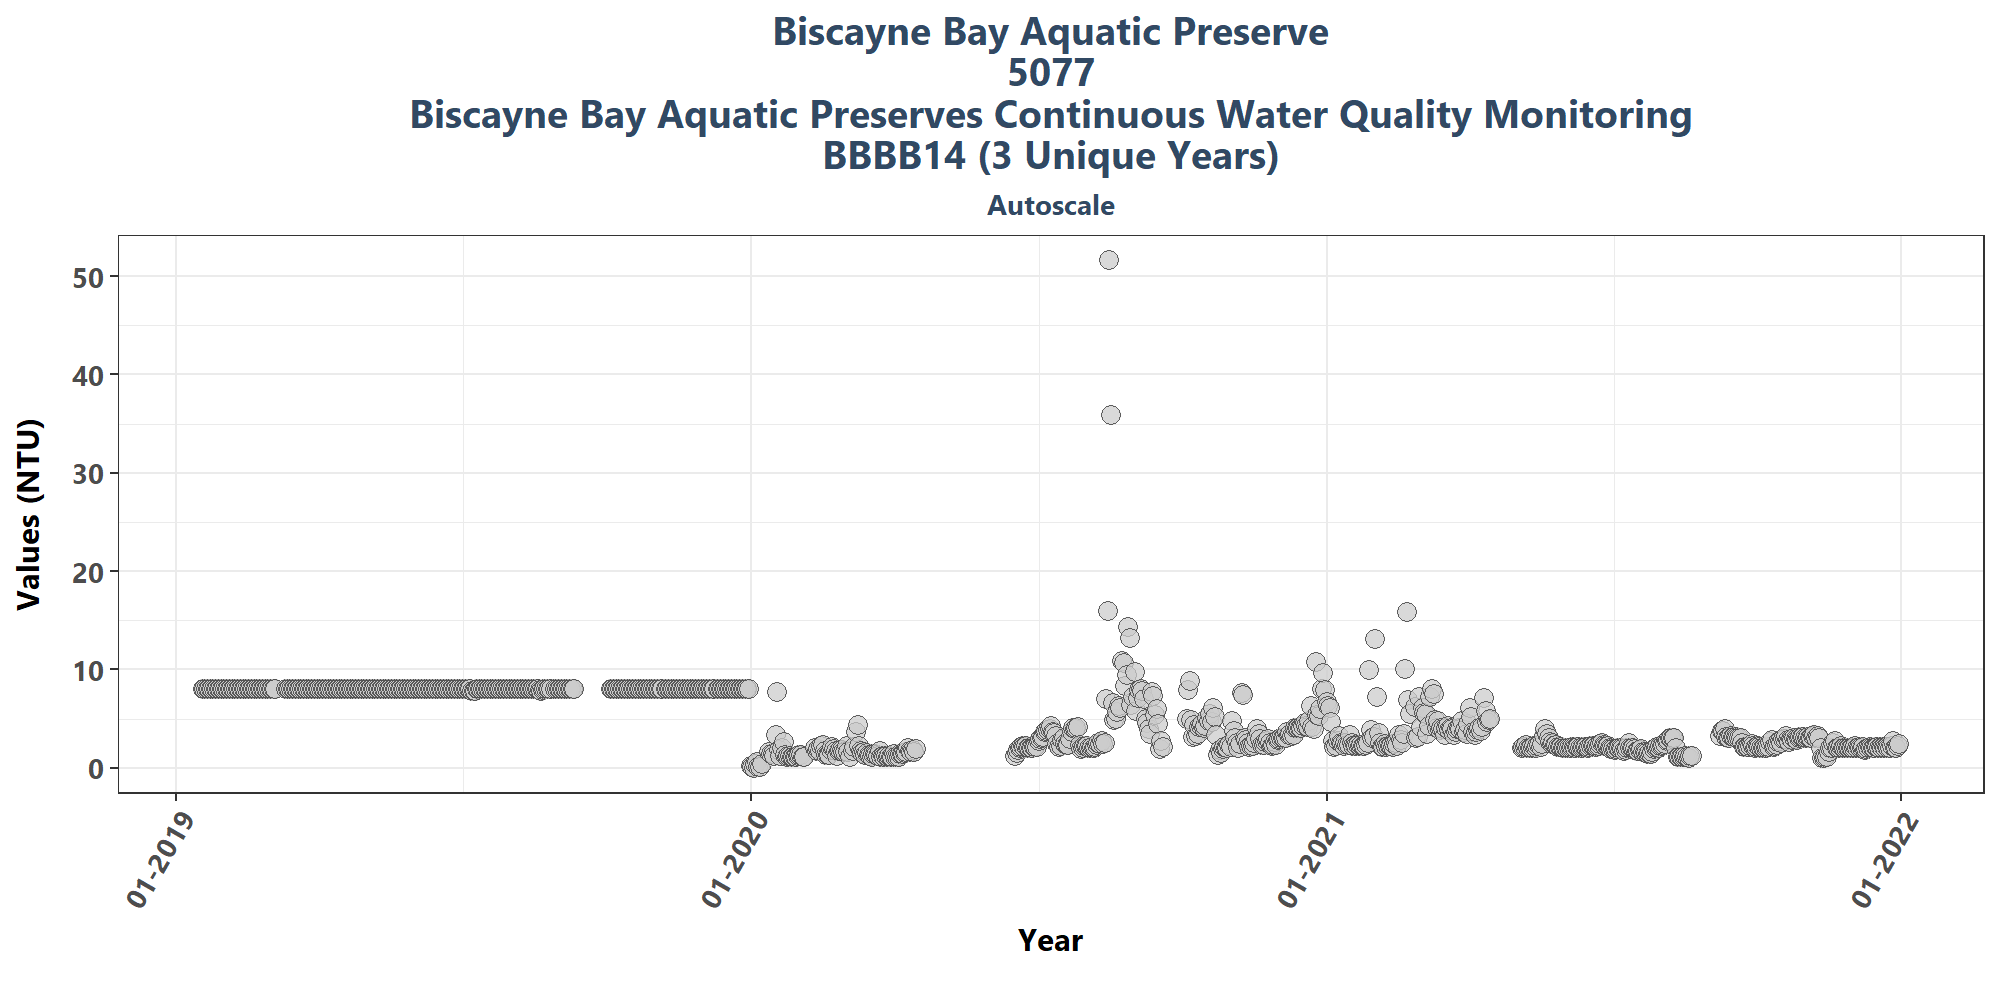 Biscayne Bay Aquatic Preserve
5077
Biscayne Bay Aquatic Preserves Continuous Water Quality Monitoring
BBBB14 (3 Unique Years)
Autoscale
Values (NTU)
50
40
30
20
10
0
01-2019
01-2020
01-2021
01-2022
Year